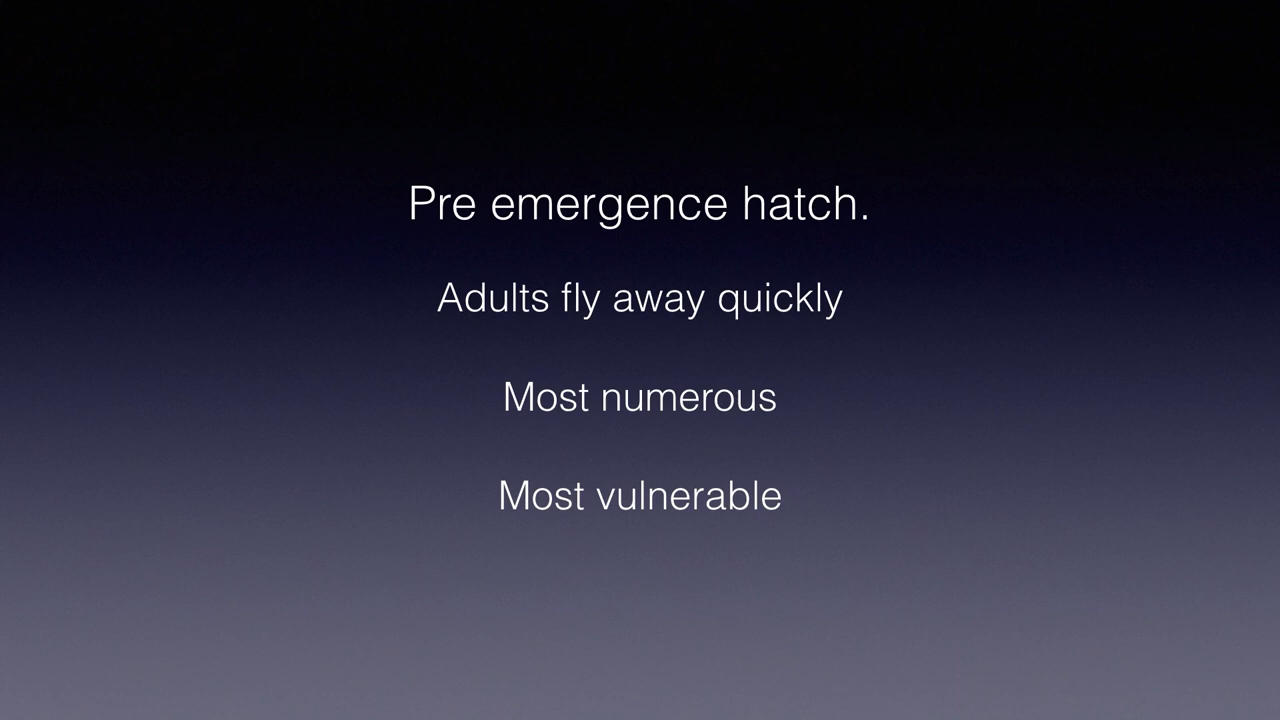 Pre emergence hatch.
Adults fly away quickly
Most numerous
Most vulnerable